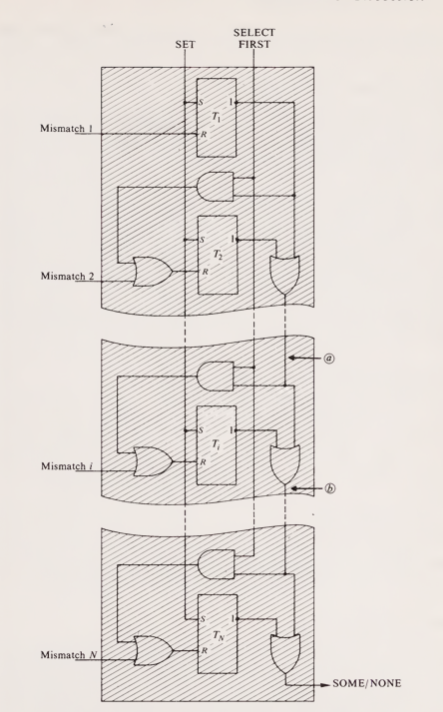 SET
SELECT
FIRST
S 1
T1
Mismatch 1
R
S 1
T2
R
Mismatch 2
ⓐ
S 1
Ti
R
Mismatch i
ⓑ
S 1
TN
R
Mismatch N
SOME/NONE